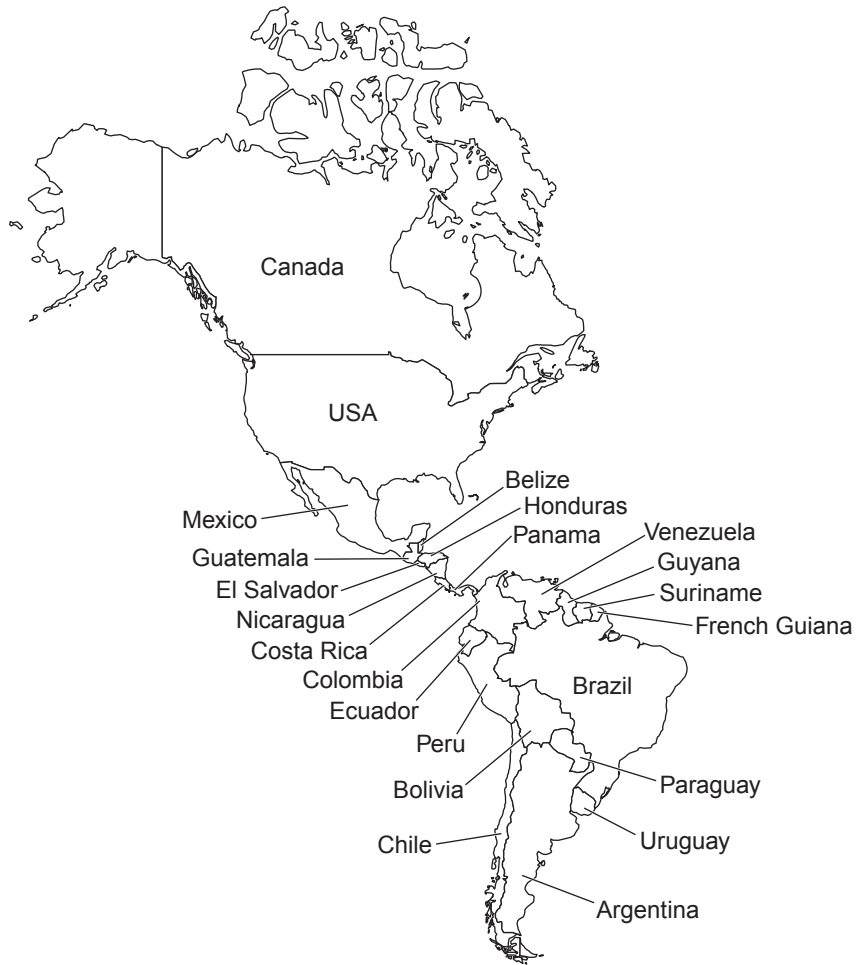 Canada
USA
Belize
Honduras
Mexico
Panama
Venezuela
Guatemala
Guyana
El Salvador
Suriname
Nicaragua
French Guiana
Costa Rica
Colombia
Brazil
Ecuador
Peru
Paraguay
Bolivia
Uruguay
Chile
Argentina